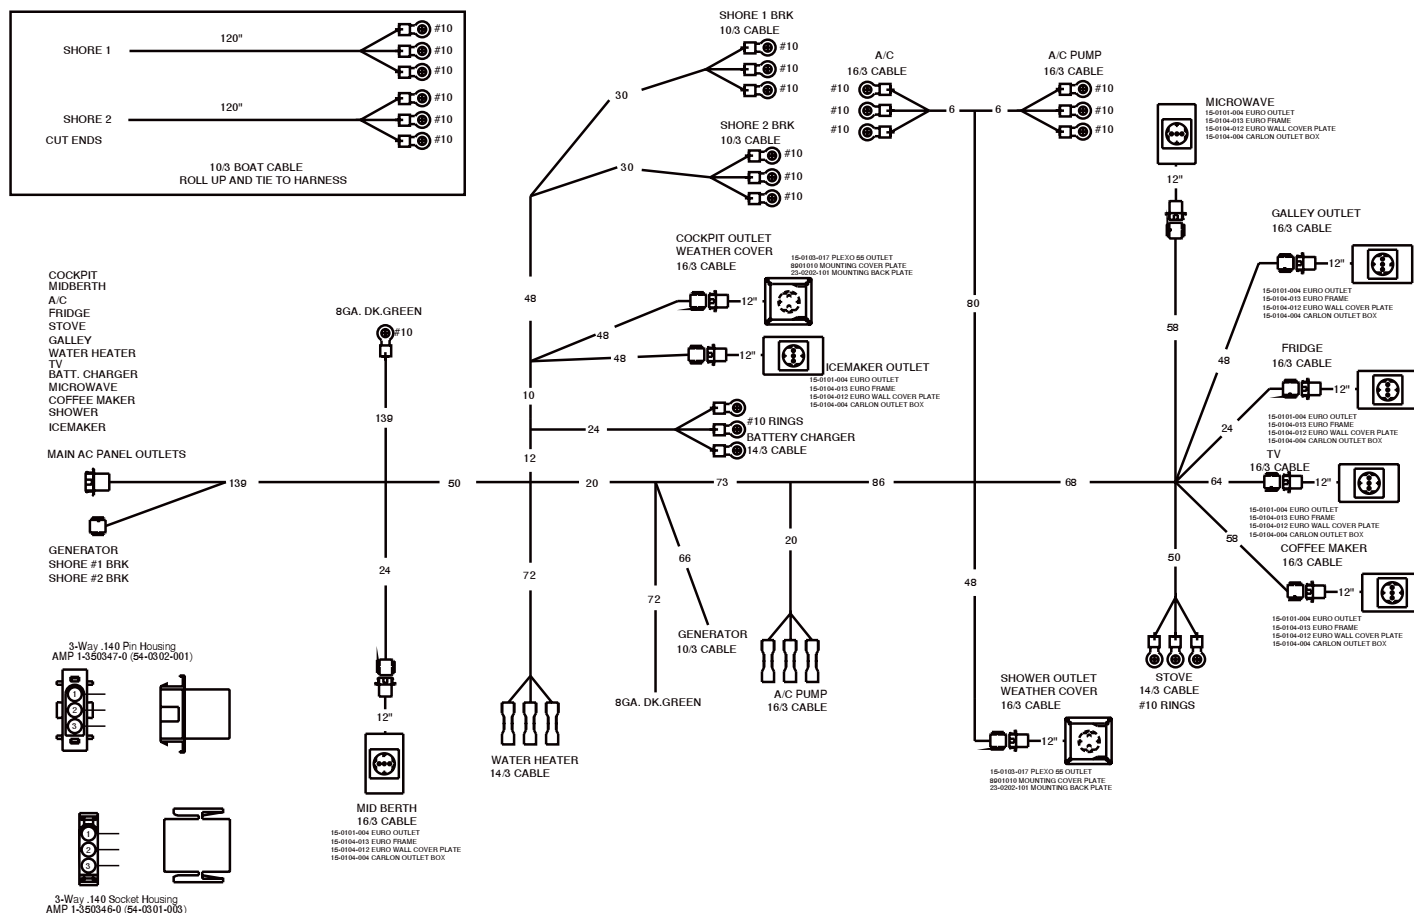 SHORE 1
120"
#10
#10
#10
SHORE 2
120"
#10
#10
#10
CUT ENDS
10/3 BOAT CABLE
ROLL UP AND TIE TO HARNESS
SHORE 1 BRK
10/3 CABLE
#10
#10
#10
30
SHORE 2 BRK
10/3 CABLE
#10
#10
#10
30
A/C
16/3 CABLE
#10
#10
#10
6
6
A/C PUMP
16/3 CABLE
#10
#10
#10
MICROWAVE
15-0101-004 EURO OUTLET
15-0104-013 EURO FRAME
15-0104-012 EURO WALL COVER PLATE
15-0104-004 CARLON OUTLET BOX
12"
58
GALLEY OUTLET
16/3 CABLE
12"
15-0101-004 EURO OUTLET
15-0104-013 EURO FRAME
15-0104-012 EURO WALL COVER PLATE
15-0104-004 CARLON OUTLET BOX
48
FRIDGE
16/3 CABLE
12"
15-0101-004 EURO OUTLET
15-0104-013 EURO FRAME
15-0104-012 EURO WALL COVER PLATE
15-0104-004 CARLON OUTLET BOX
24
TV
16/3 CABLE
64
12"
15-0101-004 EURO OUTLET
15-0104-013 EURO FRAME
15-0104-012 EURO WALL COVER PLATE
15-0104-004 CARLON OUTLET BOX
58
COFFEE MAKER
16/3 CABLE
12"
15-0101-004 EURO OUTLET
15-0104-013 EURO FRAME
15-0104-012 EURO WALL COVER PLATE
15-0104-004 CARLON OUTLET BOX
COCKPIT OUTLET
WEATHER COVER
16/3 CABLE
15-0103-017 PLEXO 55 OUTLET
8901010 MOUNTING COVER PLATE
23-0202-101 MOUNTING BACK PLATE
12"
48
48
48
12"
ICEMAKER OUTLET
15-0101-004 EURO OUTLET
15-0104-013 EURO FRAME
15-0104-012 EURO WALL COVER PLATE
15-0104-004 CARLON OUTLET BOX
10
24
#10 RINGS
BATTERY CHARGER
14/3 CABLE
12
80
COCKPIT
MIDBERTH
A/C
FRIDGE
STOVE
GALLEY
WATER HEATER
TV
BATT. CHARGER
MICROWAVE
COFFEE MAKER
SHOWER
ICEMAKER
MAIN AC PANEL OUTLETS
8GA. DK.GREEN
#10
139
139
50
20
73
86
68
GENERATOR
SHORE #1 BRK
SHORE #2 BRK
24
12"
MID BERTH
16/3 CABLE
15-0101-004 EURO OUTLET
15-0104-013 EURO FRAME
15-0104-012 EURO WALL COVER PLATE
15-0104-004 CARLON OUTLET BOX
72
WATER HEATER
14/3 CABLE
72
8GA. DK.GREEN
66
GENERATOR
10/3 CABLE
20
A/C PUMP
16/3 CABLE
48
SHOWER OUTLET
WEATHER COVER
16/3 CABLE
12"
15-0103-017 PLEXO 55 OUTLET
8901010 MOUNTING COVER PLATE
23-0202-101 MOUNTING BACK PLATE
50
STOVE
14/3 CABLE
#10 RINGS
3-Way .140 Pin Housing
AMP 1-350347-0 (54-0302-001)
1
2
3
1
2
3
3-Way .140 Socket Housing
AMP 1-350346-0 (54-0301-003)